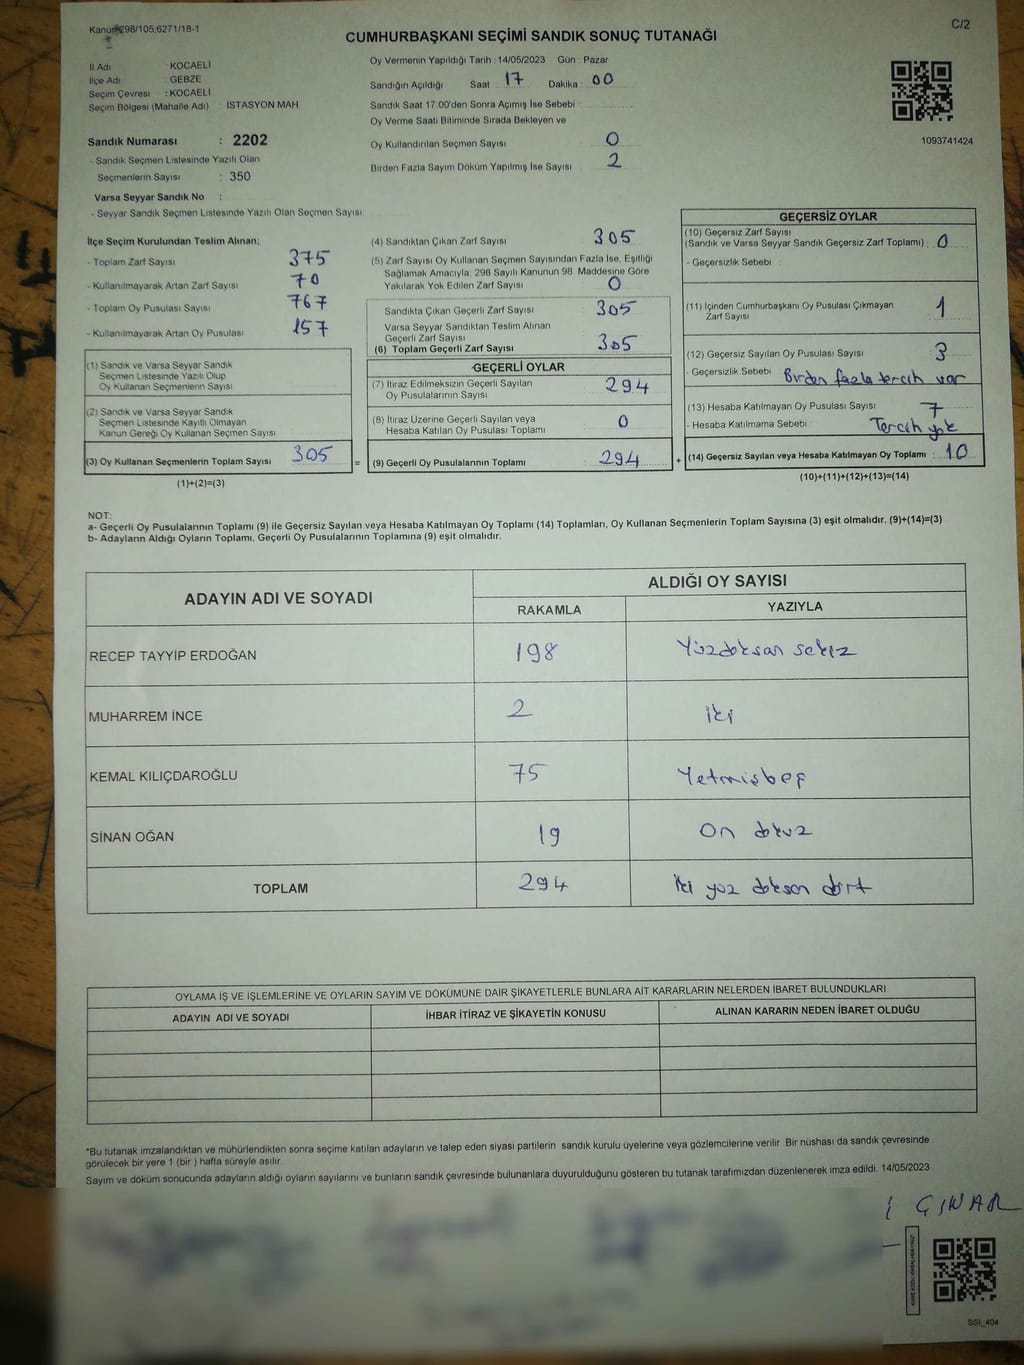 Kanun:298/105;6271/18-1
C/2
CUMHURBAŞKANI SEÇİMİ SANDIK SONUÇ TUTANAĞI
İl Adı : KOCAELİ
İlçe Adı : GEBZE
Seçim Çevresi : KOCAELİ
Seçim Bölgesi (Mahalle Adı) : İSTASYON MAH
Sandık Numarası : 2202
- Sandık Seçmen Listesinde Yazılı Olan
Seçmenlerin Sayısı : 350
Varsa Seyyar Sandık No :
- Seyyar Sandık Seçmen Listesinde Yazılı Olan Seçmen Sayısı
Oy Vermenin Yapıldığı Tarih : 14/05/2023 Gün : Pazar
Sandığın Açıldığı Saat : 17 Dakika : 00
Sandık Saat 17:00'den Sonra Açımış İse Sebebi
Oy Verme Saati Bitiminde Sırada Bekleyen ve
Oy Kullandırılan Seçmen Sayısı 0
Birden Fazla Sayım Döküm Yapılmış İse Sayısı 2
1093741424
İlçe Seçim Kurulundan Teslim Alınan;
- Toplam Zarf Sayısı 375
- Kullanılmayarak Artan Zarf Sayısı 70
- Toplam Oy Pusulası Sayısı 767
- Kullanılmayarak Artan Oy Pusulası 157
(1) Sandık ve Varsa Seyyar Sandık
Seçmen Listesinde Yazılı Olup
Oy Kullanan Seçmenlerin Sayısı
(2) Sandık ve Varsa Seyyar Sandık
Seçmen Listesinde Kayıtlı Olmayan
Kanun Gereği Oy Kullanan Seçmen Sayısı
(3) Oy Kullanan Seçmenlerin Toplam Sayısı 305
(1)+(2)=(3)
=
(4) Sandıktan Çıkan Zarf Sayısı 305
(5) Zarf Sayısı Oy Kullanan Seçmen Sayısından Fazla İse, Eşitliği
Sağlamak Amacıyla; 298 Sayılı Kanunun 98. Maddesine Göre
Yakılarak Yok Edilen Zarf Sayısı 0
Sandıkta Çıkan Geçerli Zarf Sayısı 305
Varsa Seyyar Sandıktan Teslim Alınan
Geçerli Zarf Sayısı
(6) Toplam Geçerli Zarf Sayısı 305
GEÇERLİ OYLAR
(7) İtiraz Edilmeksizin Geçerli Sayılan
Oy Pusulalarının Sayısı 294
(8) İtiraz Üzerine Geçerli Sayılan veya
Hesaba Katılan Oy Pusulası Toplamı 0
(9) Geçerli Oy Pusulalarının Toplamı 294
+
GEÇERSİZ OYLAR
(10) Geçersiz Zarf Sayısı
(Sandık ve Varsa Seyyar Sandık Geçersiz Zarf Toplamı) : 0
- Geçersizlik Sebebi
(11) İçinden Cumhurbaşkanı Oy Pusulası Çıkmayan
Zarf Sayısı 1
(12) Geçersiz Sayılan Oy Pusulası Sayısı 3
- Geçersizlik Sebebi : Birden fazla tercih var
(13) Hesaba Katılmayan Oy Pusulası Sayısı 7
- Hesaba Katılmama Sebebi Tercih yok
(14) Geçersiz Sayılan veya Hesaba Katılmayan Oy Toplamı : 10
(10)+(11)+(12)+(13)=(14)
NOT:
a- Geçerli Oy Pusulalarının Toplamı (9) ile Geçersiz Sayılan veya Hesaba Katılmayan Oy Toplamı (14) Toplamları, Oy Kullanan Seçmenlerin Toplam Sayısına (3) eşit olmalıdır. (9)+(14)=(3)
b- Adayların Aldığı Oyların Toplamı, Geçerli Oy Pusulalarının Toplamına (9) eşit olmalıdır.
ADAYIN ADI VE SOYADI
ALDIĞI OY SAYISI
RAKAMLA YAZIYLA
RECEP TAYYİP ERDOĞAN 198 Yüzdoksan sekiz
MUHARREM İNCE 2 iki
KEMAL KILIÇDAROĞLU 75 Yetmişbeş
SİNAN OĞAN 19 On dokuz
TOPLAM 294 iki yüz doksan dört
OYLAMA İŞ VE İŞLEMLERİNE VE OYLARIN SAYIM VE DÖKÜMÜNE DAİR ŞİKAYETLERLE BUNLARA AİT KARARLARIN NELERDEN İBARET BULUNDUKLARI
ADAYIN ADI VE SOYADI İHBAR İTİRAZ VE ŞİKAYETİN KONUSU ALINAN KARARIN NEDEN İBARET OLDUĞU
*Bu tutanak imzalandıktan ve mühürlendikten sonra seçime katılan adayların ve talep eden siyasi partilerin sandık kurulu üyelerine veya gözlemcilerine verilir. Bir nüshası da sandık çevresinde
görülecek bir yere 1 (bir ) hafta süreyle asılır.
Sayım ve döküm sonucunda adayların aldığı oyların sayılarını ve bunların sandık çevresinde bulunanlara duyurulduğunu gösteren bu tutanak tarafımızdan düzenlenerek imza edildi. 14/05/2023
ÇINAR
SSI_404